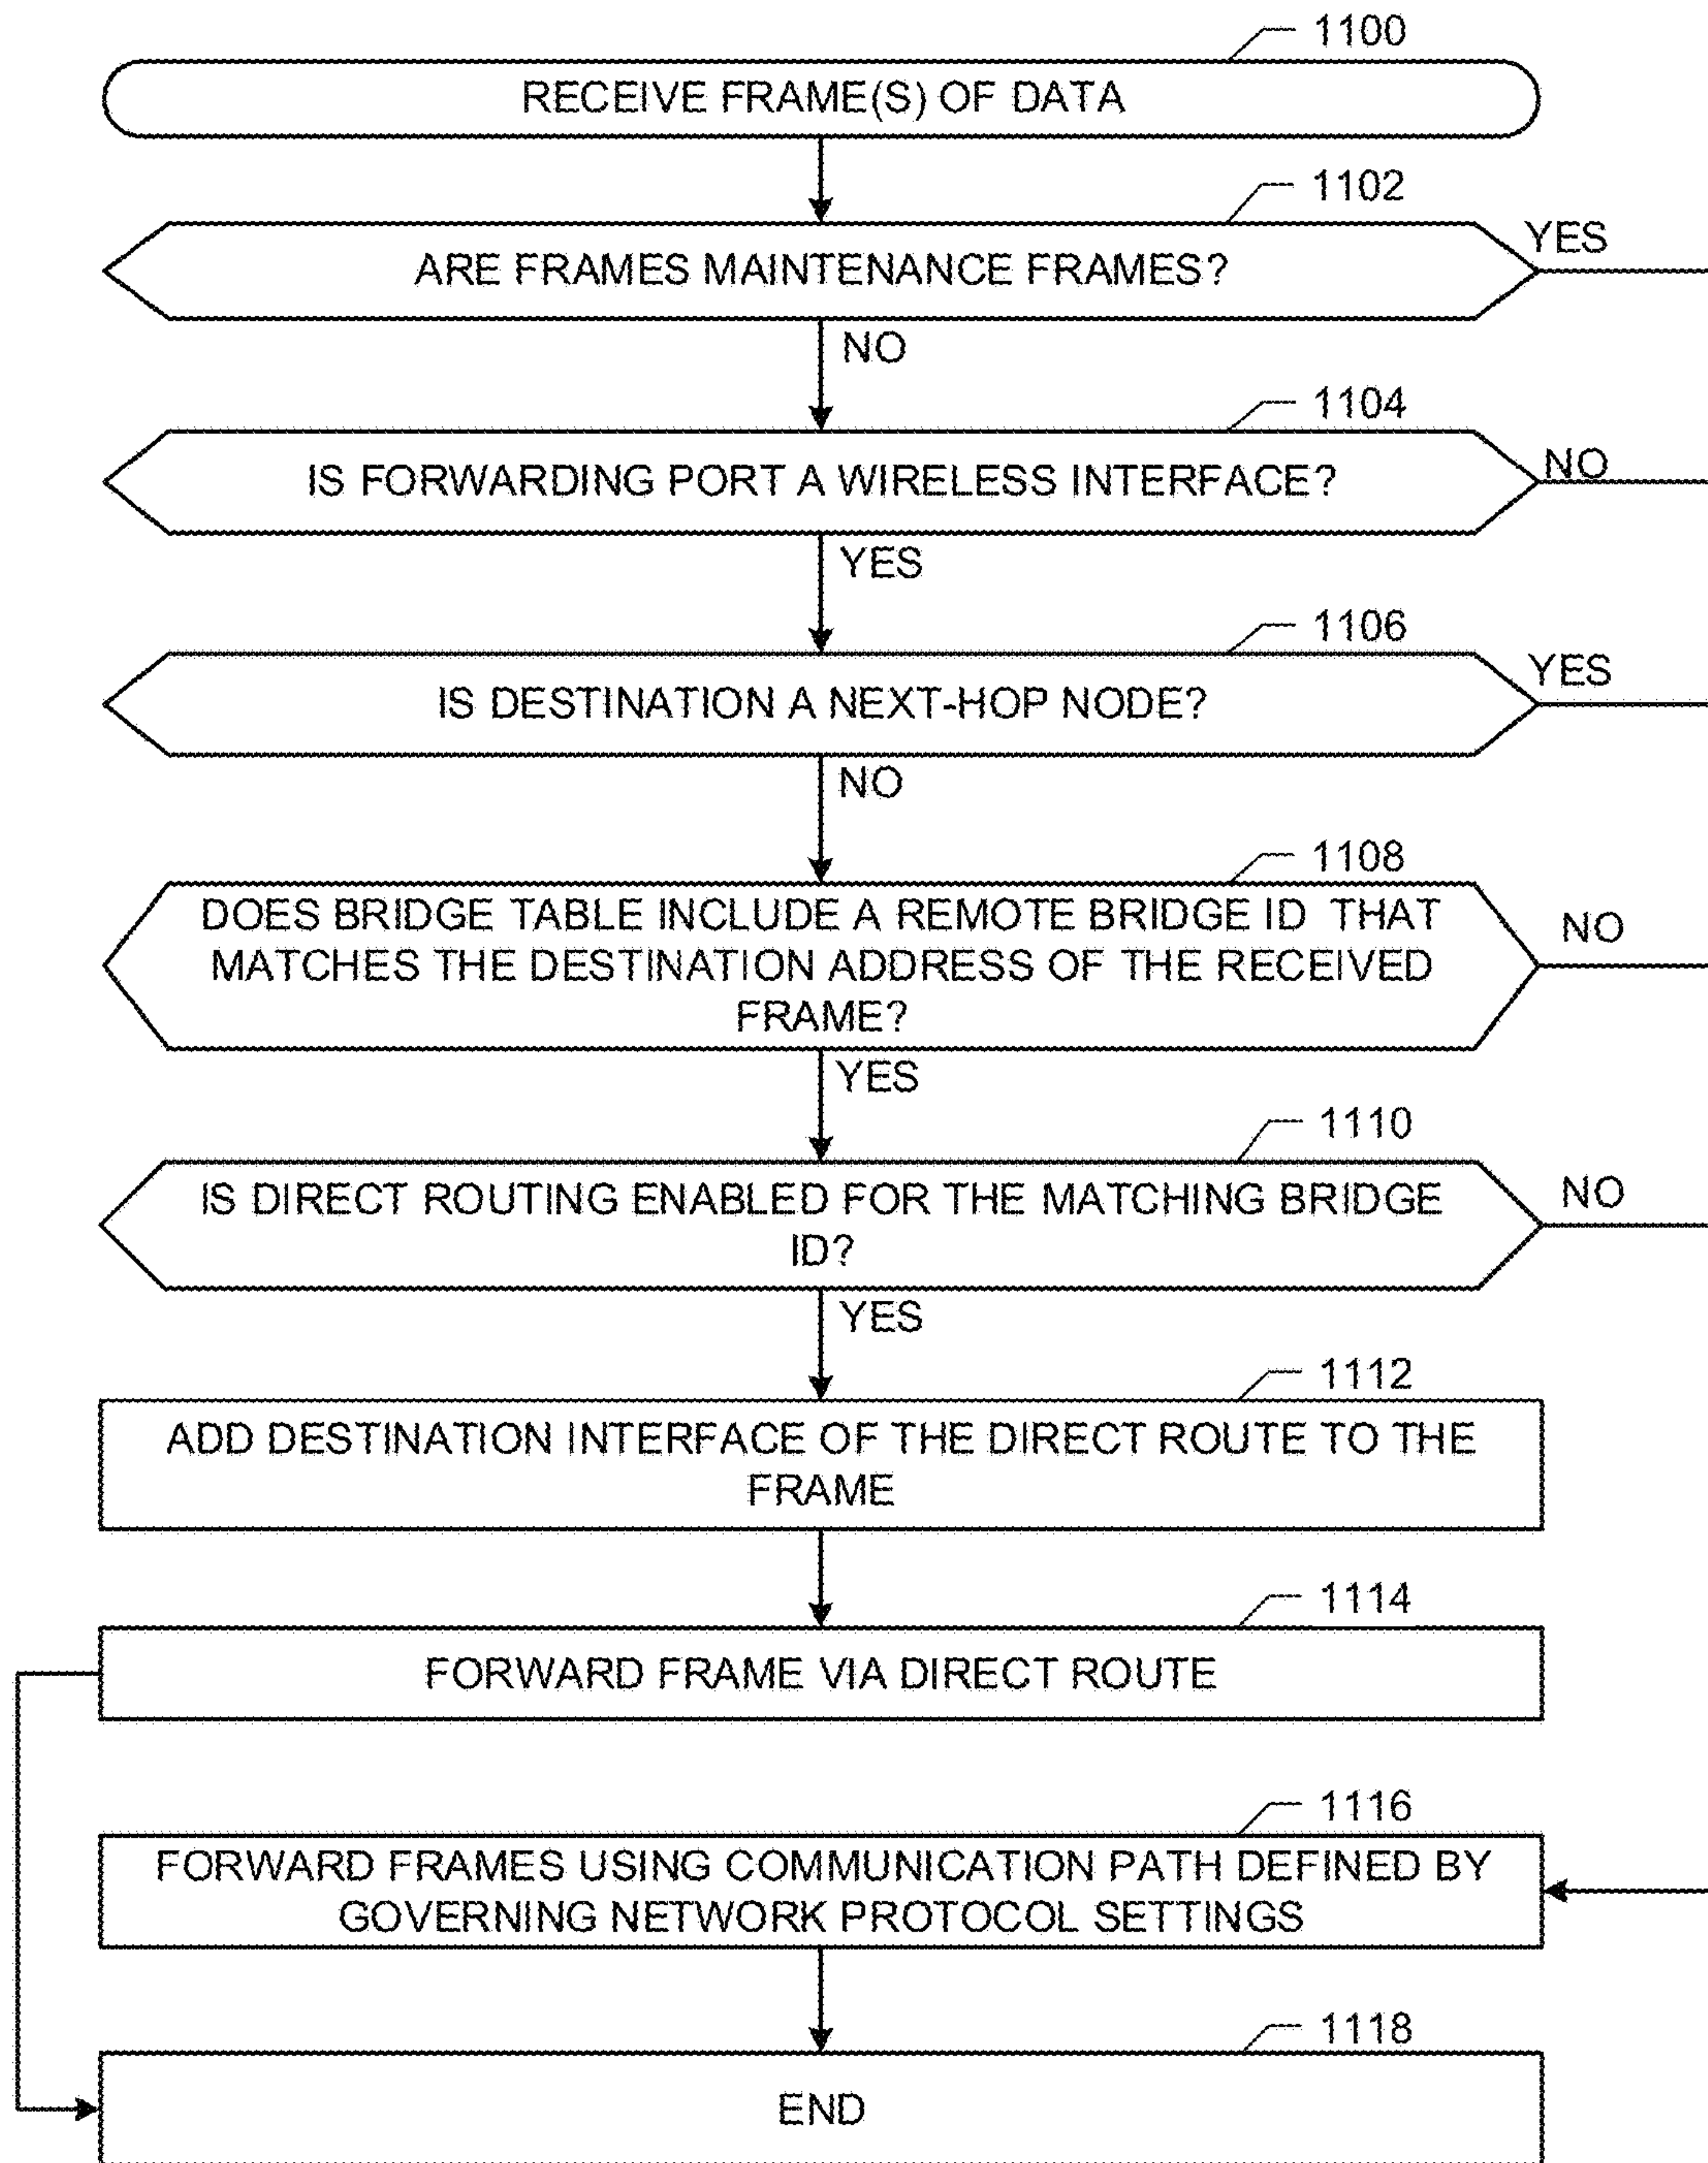 1100
RECEIVE FRAME(S) OF DATA
1102
ARE FRAMES MAINTENANCE FRAMES?
YES
NO
1104
IS FORWARDING PORT A WIRELESS INTERFACE?
NO
YES
1106
IS DESTINATION A NEXT-HOP NODE?
YES
NO
1108
DOES BRIDGE TABLE INCLUDE A REMOTE BRIDGE ID THAT
MATCHES THE DESTINATION ADDRESS OF THE RECEIVED
FRAME?
NO
YES
1110
IS DIRECT ROUTING ENABLED FOR THE MATCHING BRIDGE
ID?
NO
YES
1112
ADD DESTINATION INTERFACE OF THE DIRECT ROUTE TO THE
FRAME
1114
FORWARD FRAME VIA DIRECT ROUTE
1116
FORWARD FRAMES USING COMMUNICATION PATH DEFINED BY
GOVERNING NETWORK PROTOCOL SETTINGS
1118
END